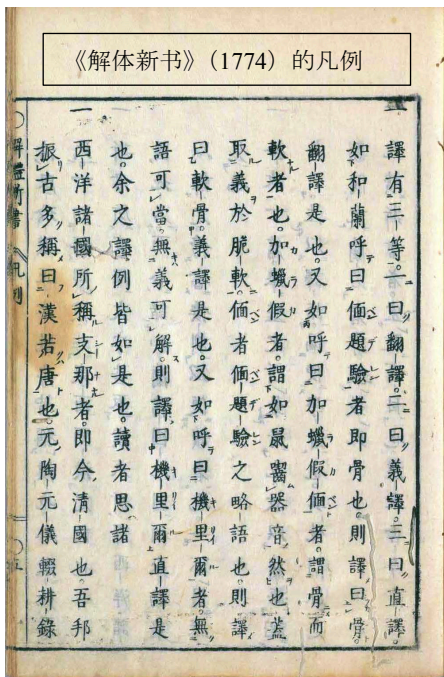 《解体新书》(1774)的凡例
一譯有三等。一曰翻譯。二曰義譯。三曰直譯。
如和蘭呼曰価題驗者即骨也。則譯曰骨。
翻譯是也。又如呼曰加蠟假価者。謂骨而
軟者也。加蠟假者。謂如鼠囓器音然也。蓋
取義於脆軟。価者価題驗之略語也。則譯
曰軟骨。義譯是也。又如呼曰機里爾者。無
語可當。無義可解。則譯曰機里爾。直譯是
也。余之譯例皆如是也。讀者思諸
一西洋諸國所稱支那者。即今清國也。吾邦
振古多稱曰漢若唐也。元陶元儀輟耕錄
解體新書 凡例